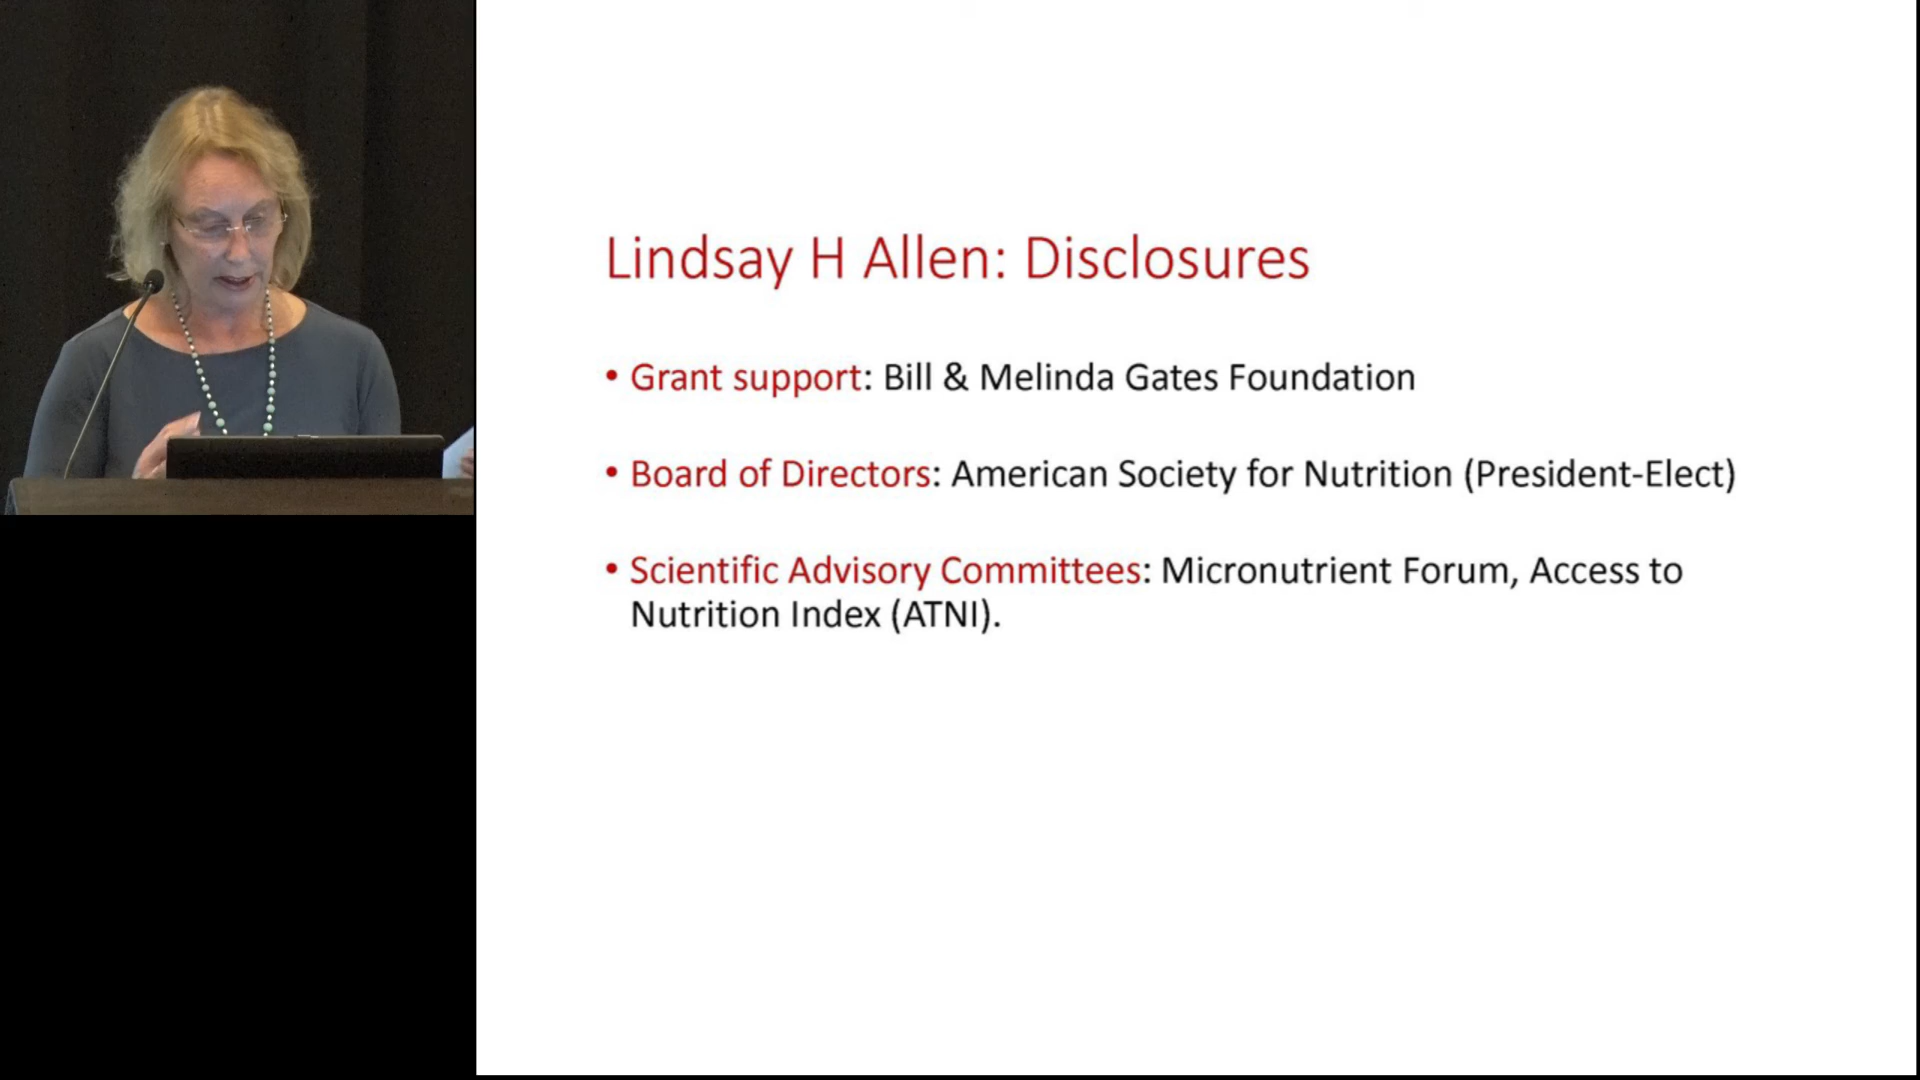 Lindsay H Allen: Disclosures
• Grant support: Bill & Melinda Gates Foundation
• Board of Directors: American Society for Nutrition (President-Elect)
• Scientific Advisory Committees: Micronutrient Forum, Access to
Nutrition Index (ATNI).